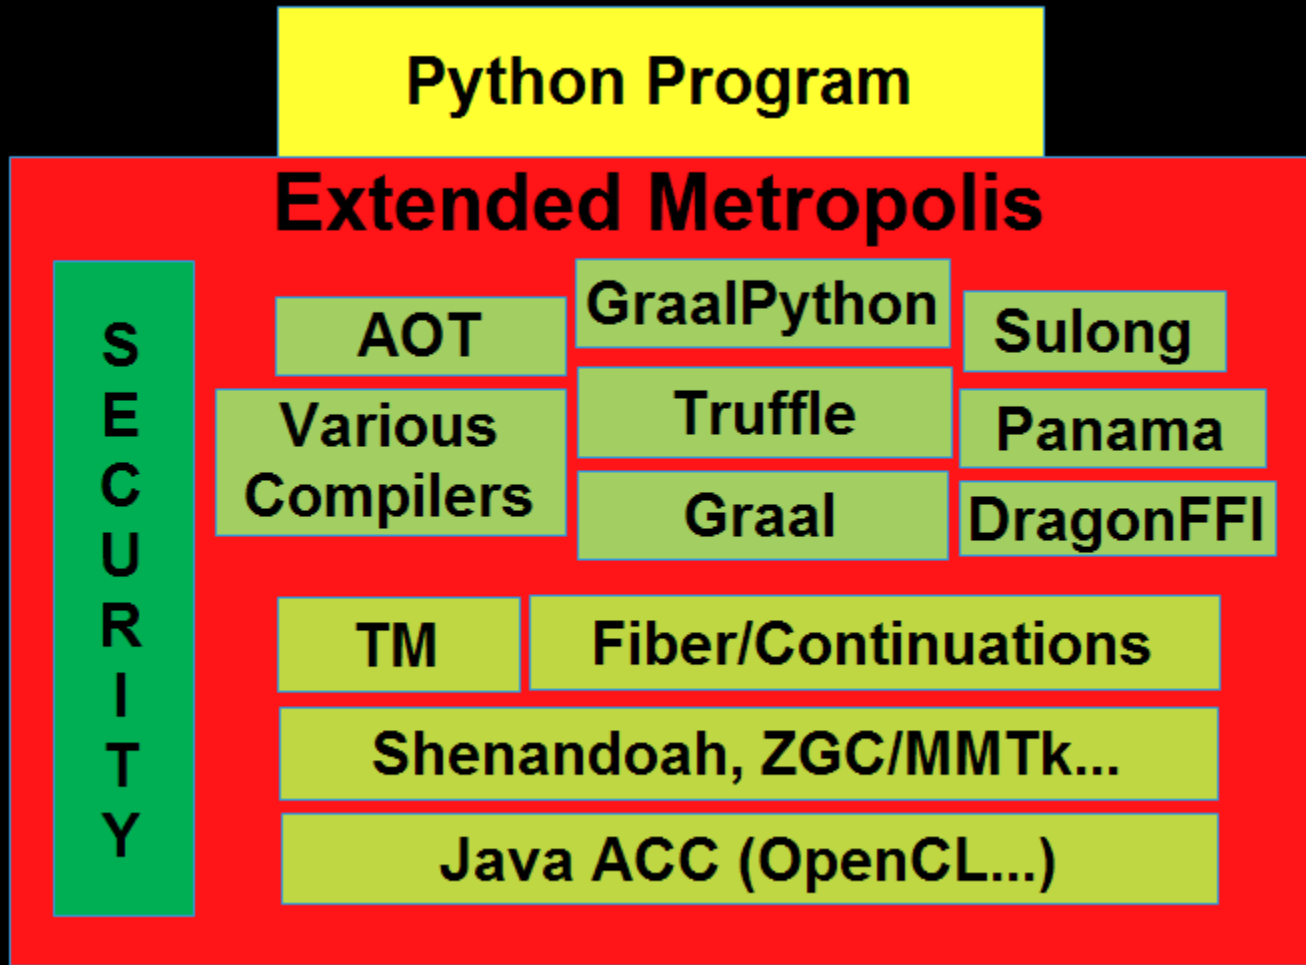 Python Program
Extended Metropolis
SECURITY
AOT
GraalPython
Sulong
Various
Compilers
Truffle
Panama
Graal
DragonFFI
TM
Fiber/Continuations
Shenandoah, ZGC/MMTk...
Java ACC (OpenCL...)